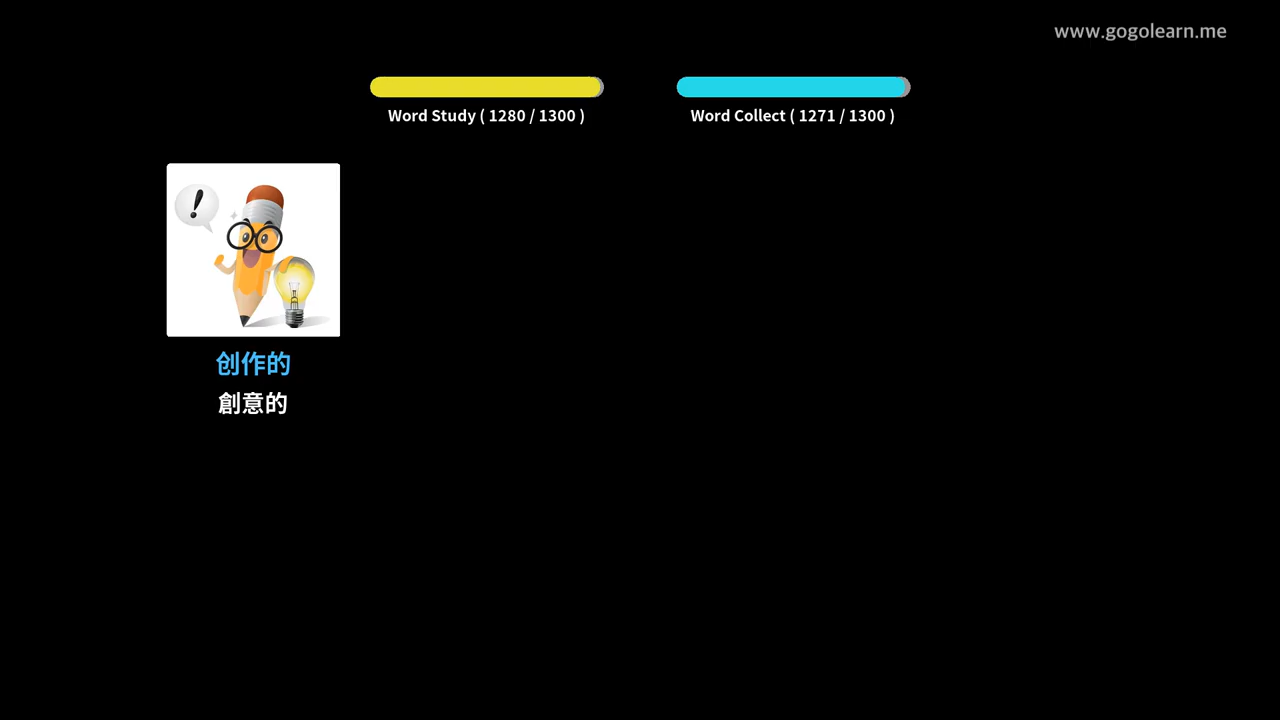 www.gogolearn.me
Word Study ( 1280 / 1300 )
Word Collect ( 1271 / 1300 )
!
创作的
創意的